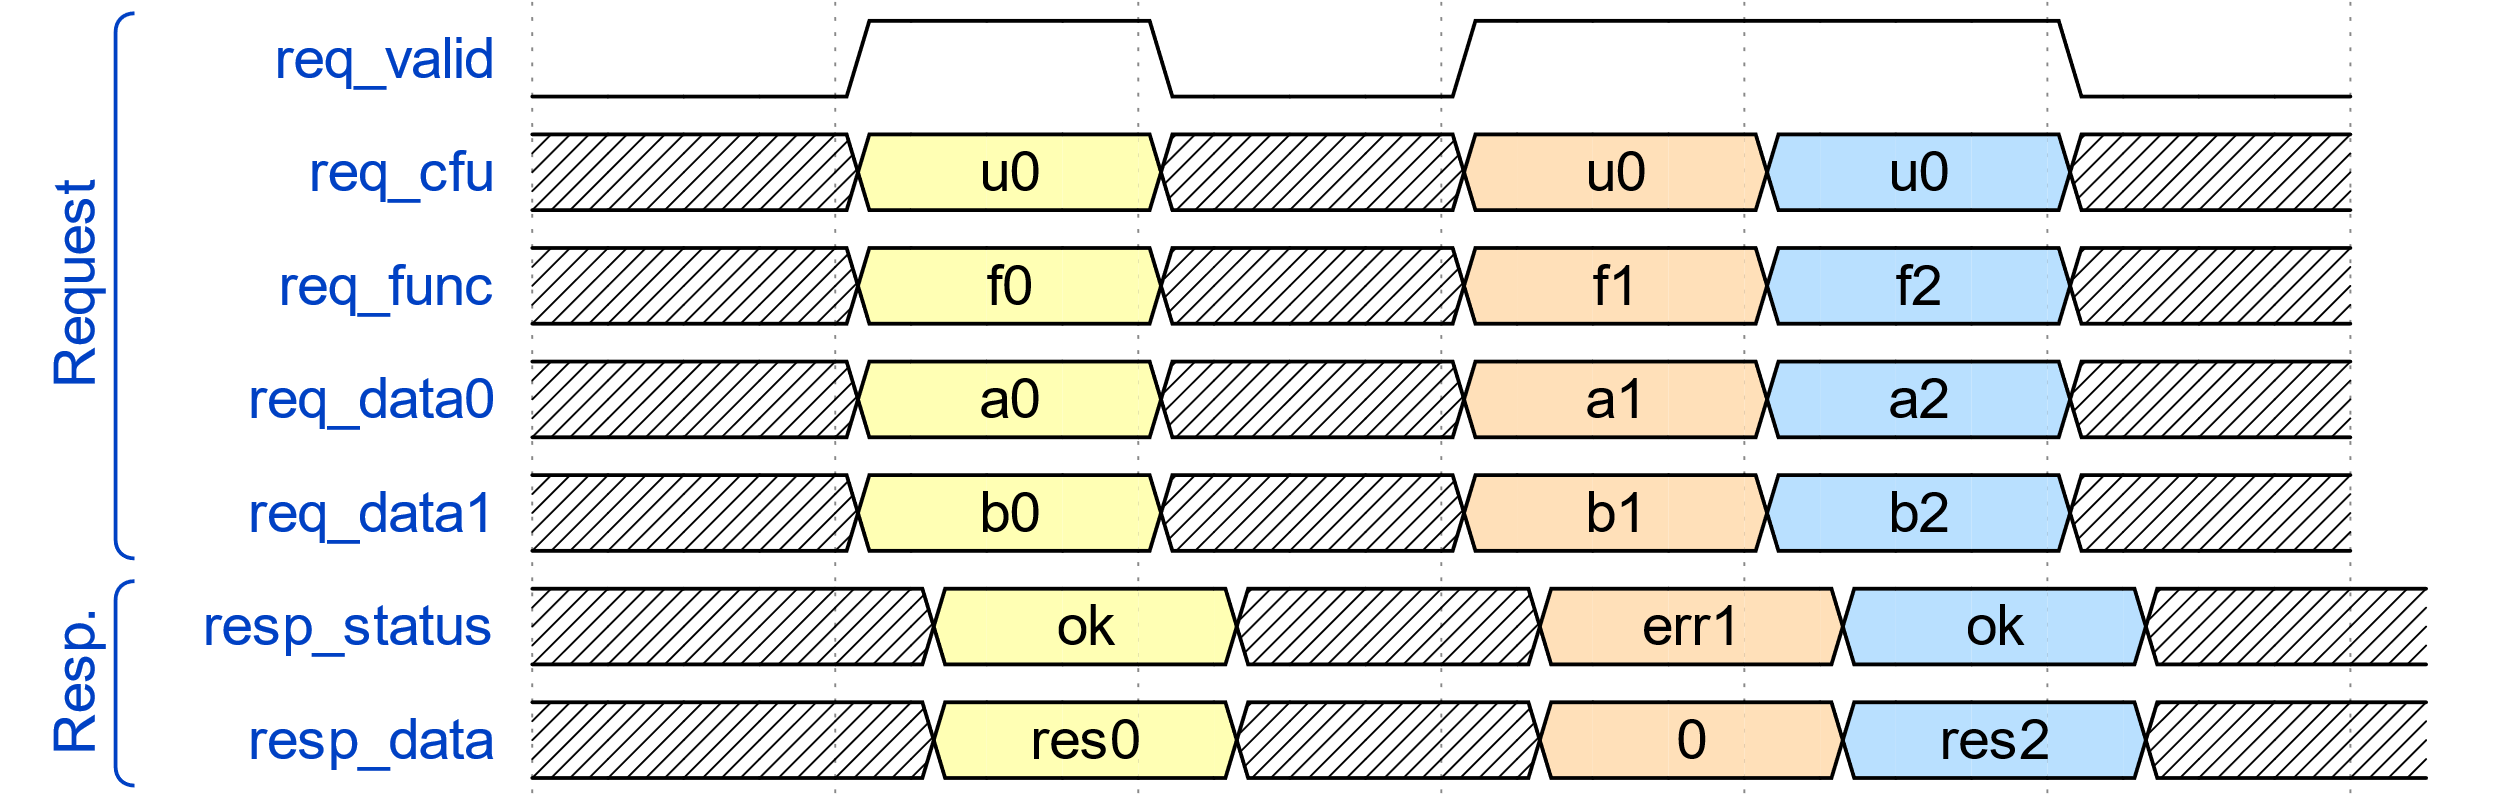 Request
req_valid
req_cfu u0 u0 u0
req_func f0 f1 f2
req_data0 a0 a1 a2
req_data1 b0 b1 b2
Resp.
resp_status ok err1 ok
resp_data res0 0 res2